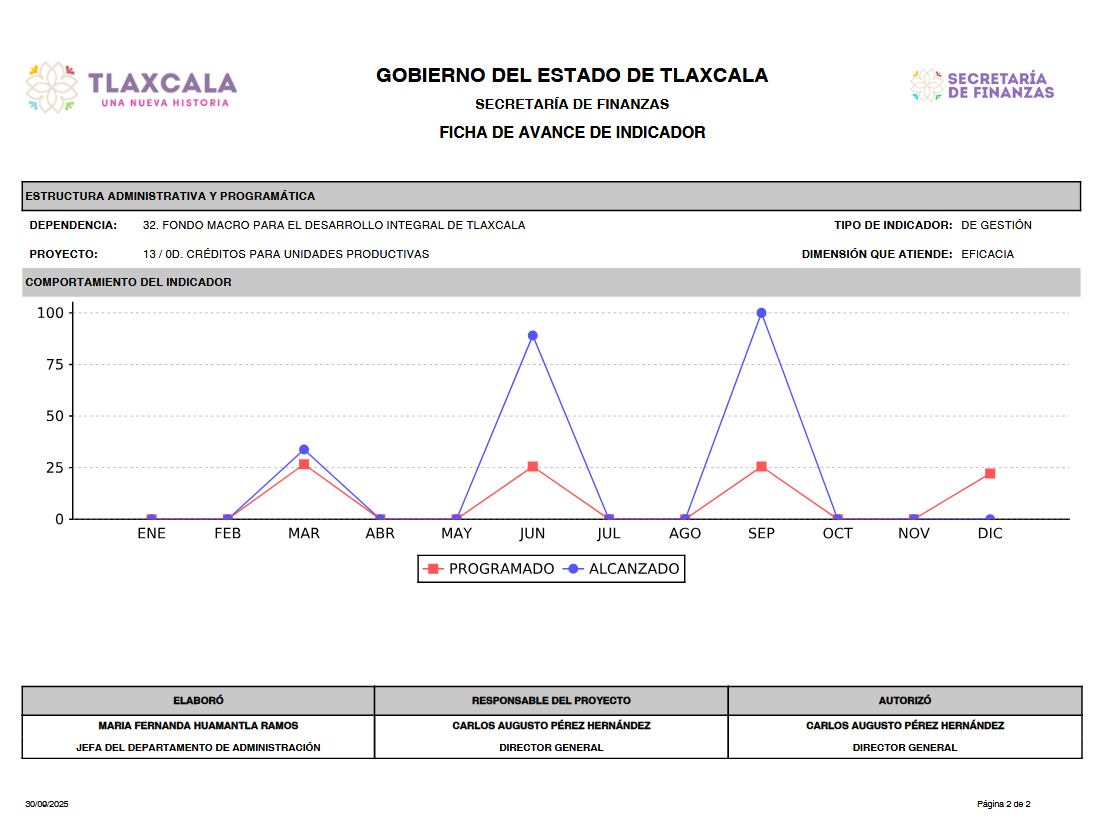 TLAXCALA
UNA NUEVA HISTORIA
GOBIERNO DEL ESTADO DE TLAXCALA
SECRETARÍA DE FINANZAS
FICHA DE AVANCE DE INDICADOR
SECRETARÍA
DE FINANZAS
ESTRUCTURA ADMINISTRATIVA Y PROGRAMÁTICA
DEPENDENCIA: 32. FONDO MACRO PARA EL DESARROLLO INTEGRAL DE TLAXCALA TIPO DE INDICADOR: DE GESTIÓN
PROYECTO: 13 / 0D. CRÉDITOS PARA UNIDADES PRODUCTIVAS DIMENSIÓN QUE ATIENDE: EFICACIA
COMPORTAMIENTO DEL INDICADOR
100
75
50
25
0
ENE FEB MAR ABR MAY JUN JUL AGO SEP OCT NOV DIC
PROGRAMADO ALCANZADO
ELABORÓ RESPONSABLE DEL PROYECTO AUTORIZÓ
MARIA FERNANDA HUAMANTLA RAMOS CARLOS AUGUSTO PÉREZ HERNÁNDEZ CARLOS AUGUSTO PÉREZ HERNÁNDEZ
JEFA DEL DEPARTAMENTO DE ADMINISTRACIÓN DIRECTOR GENERAL DIRECTOR GENERAL
30/09/2025 Página 2 de 2